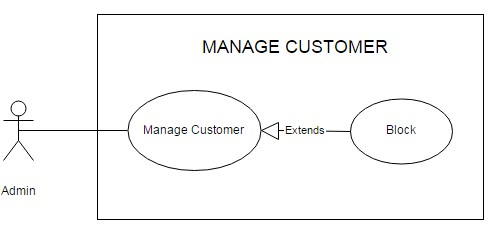 MANAGE CUSTOMER
Manage Customer
Extends
Block
Admin